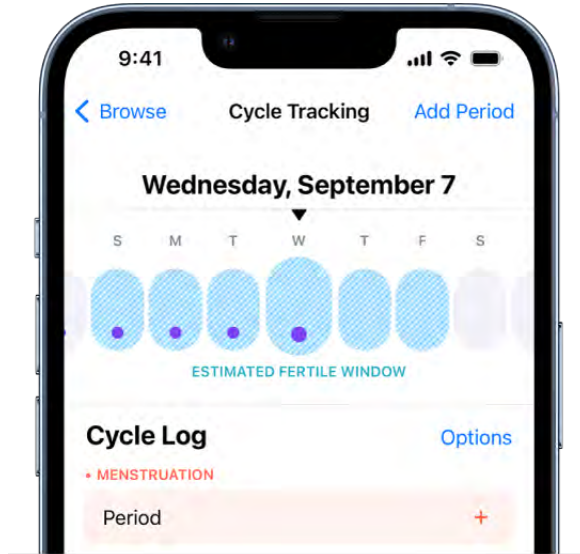 9:41
Browse Cycle Tracking Add Period
Wednesday, September 7
S M T W T F S
ESTIMATED FERTILE WINDOW
Cycle Log Options
• MENSTRUATION
Period +